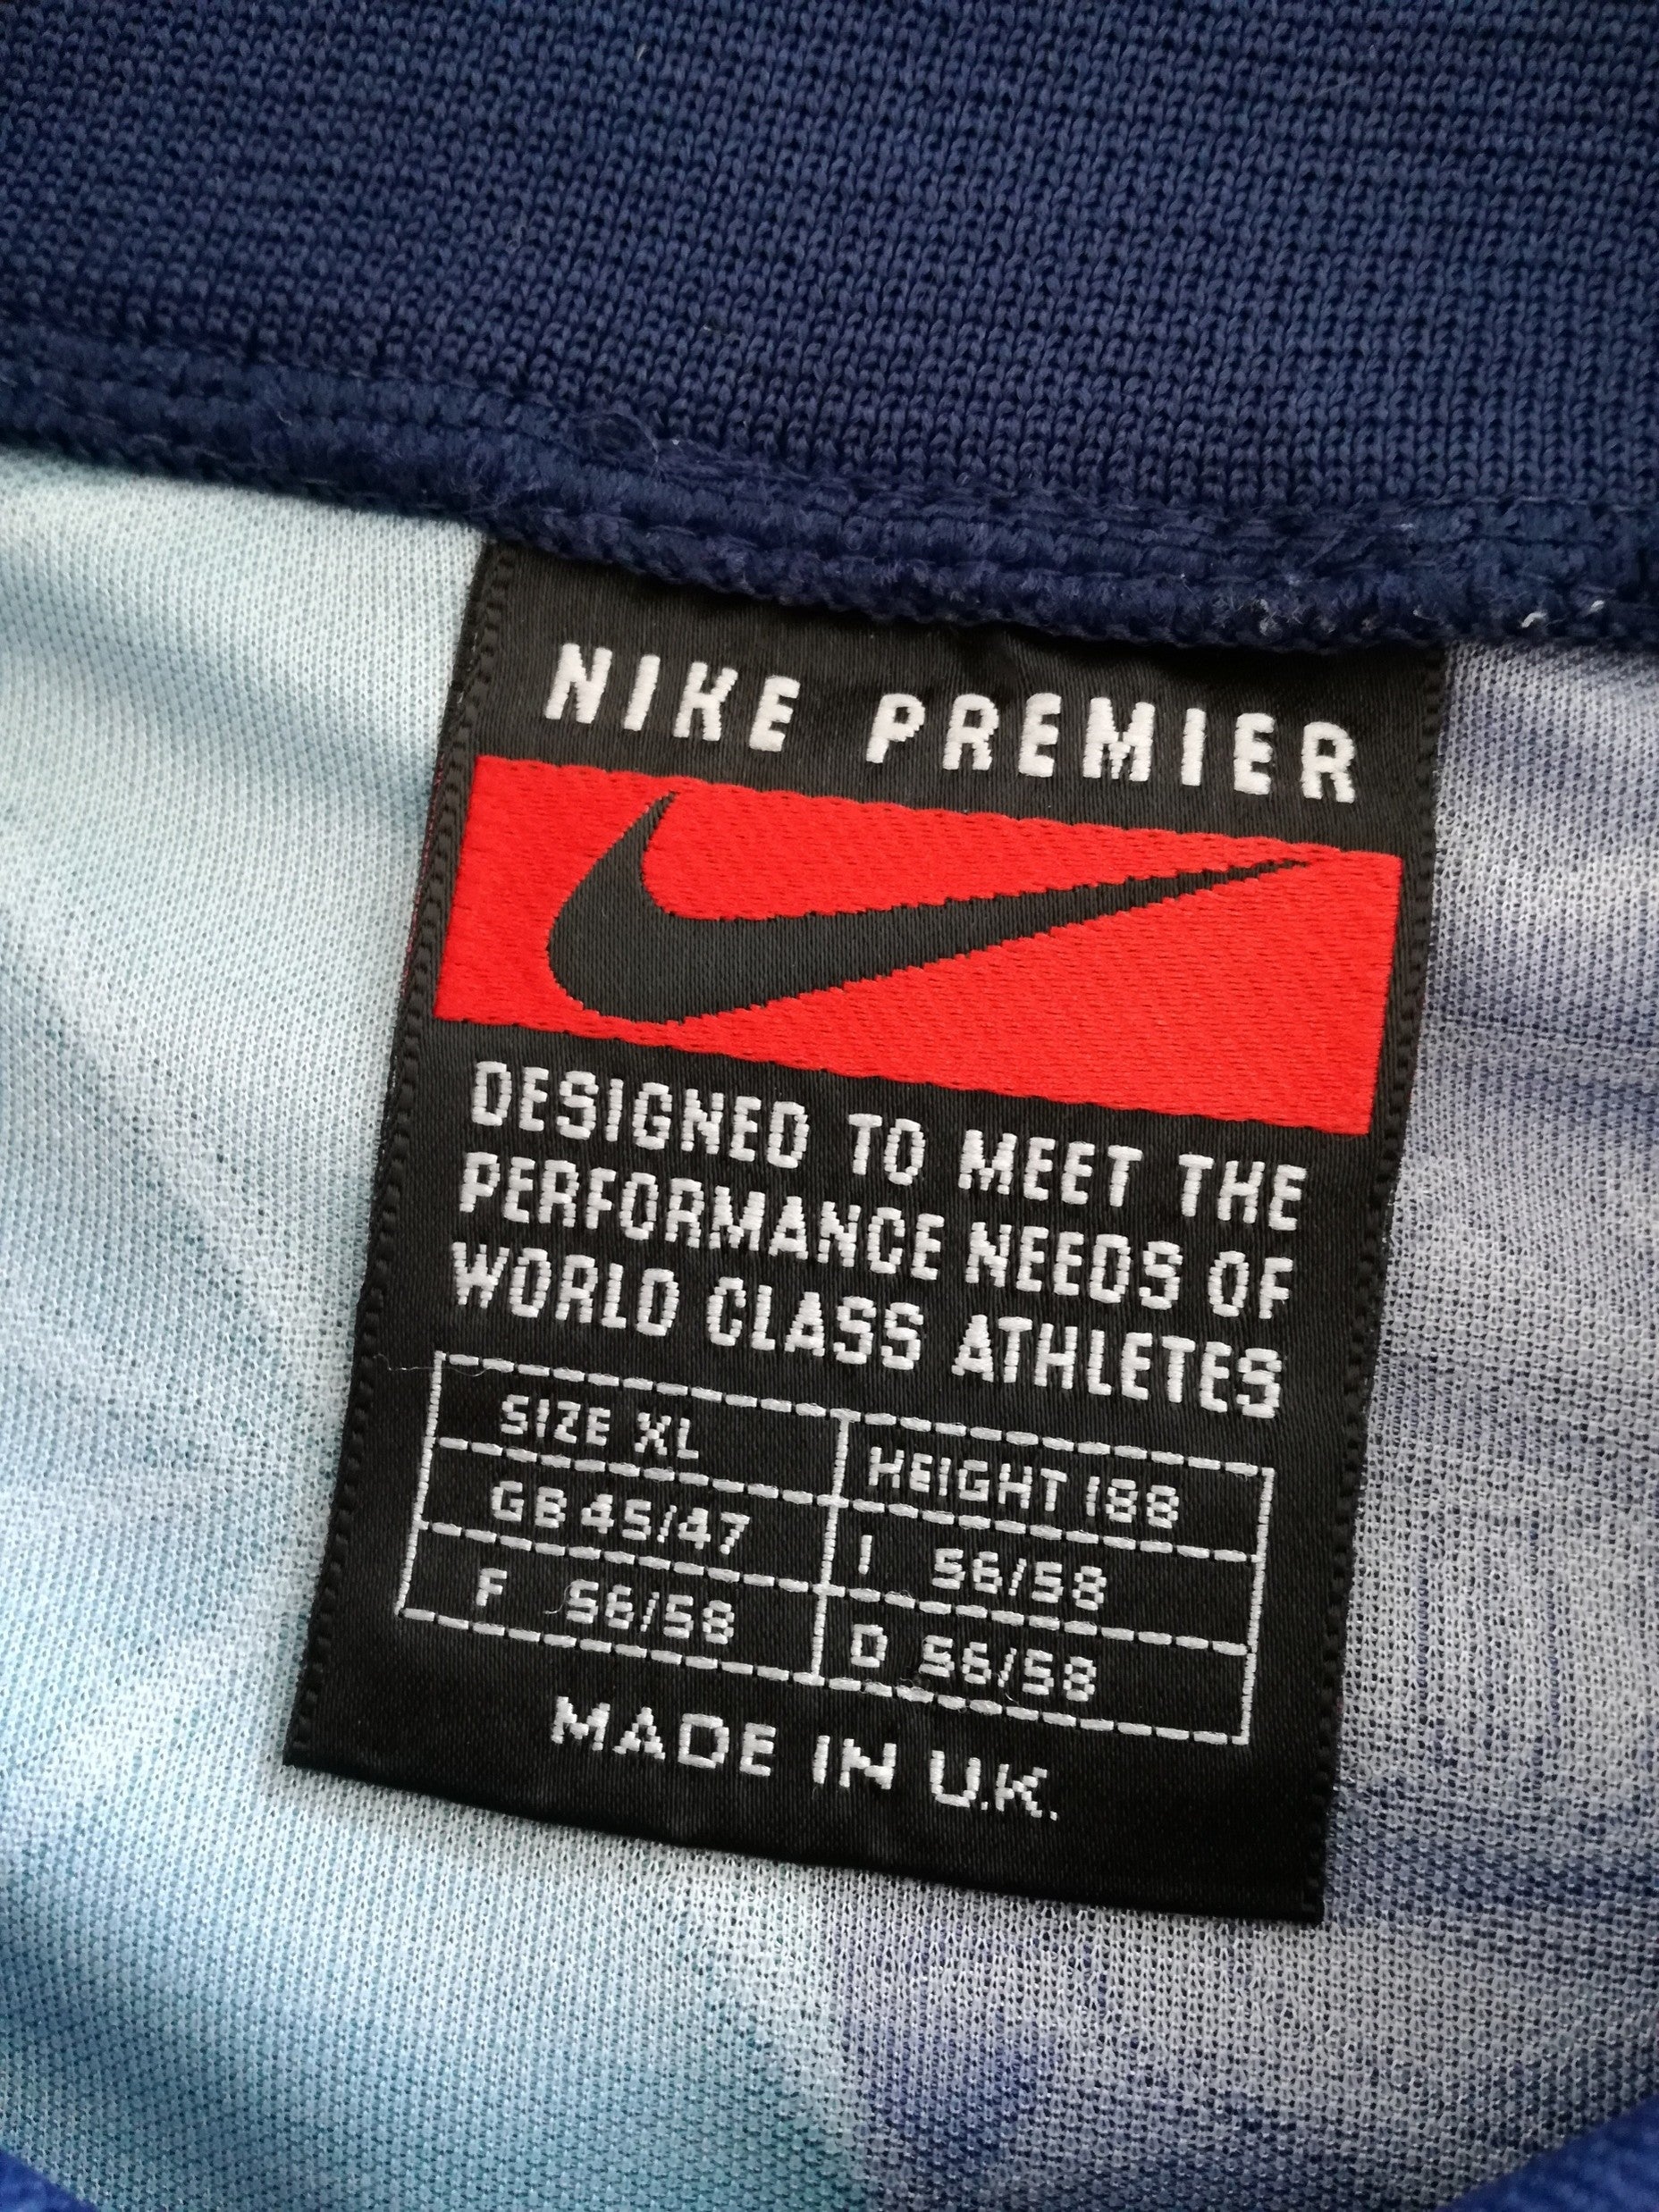 NIKE PREMIER
DESIGNED TO MEET THE
PERFORMANCE NEEDS OF
WORLD CLASS ATHLETES
SIZE XL HEIGHT 188
GB 45/47 I 56/58
F 56/58 D 56/58
MADE IN U.K.